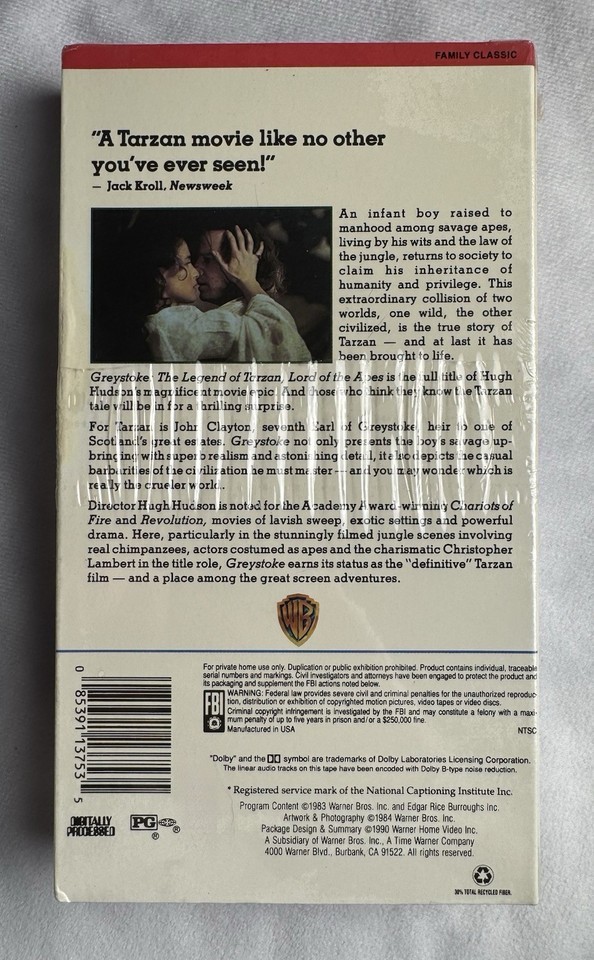 FAMILY CLASSIC
"A Tarzan movie like no other
you've ever seen!"
— Jack Kroll, Newsweek
An infant boy raised to
manhood among savage apes,
living by his wits and the law of
the jungle, returns to society to
claim his inheritance of
humanity and privilege. This
extraordinary collision of two
worlds, one wild, the other
civilized, is the true story of
Tarzan — and at last it has
been brought to life.
Greystoke: The Legend of Tarzan, Lord of the Apes is the full title of Hugh
Hudson's magnificent movie epic. And those who think they know the Tarzan
tale will be in for a thrilling surprise.
For Tarzan is John Clayton, seventh Earl of Greystoke, heir to one of
Scotland's great estates. Greystoke not only presents the boy's savage up-
bringing with superb realism and astonishing detail, it also depicts the casual
barbarities of the civilization he must master — and you may wonder which is
really the crueler world.
Director Hugh Hudson is noted for the Academy Award-winning Chariots of
Fire and Revolution, movies of lavish sweep, exotic settings and powerful
drama. Here, particularly in the stunningly filmed jungle scenes involving
real chimpanzees, actors costumed as apes and the charismatic Christopher
Lambert in the title role, Greystoke earns its status as the "definitive" Tarzan
film — and a place among the great screen adventures.
WB
For private home use only. Duplication or public exhibition prohibited. Product contains individual, traceable
serial numbers and markings. Civil investigators and attorneys have been engaged to protect the product and
its packaging and supplement the FBI actions noted below.
FBI
WARNING: Federal law provides severe civil and criminal penalties for the unauthorized reproduc-
tion, distribution or exhibition of copyrighted motion pictures, video tapes or video discs.
Criminal copyright infringement is investigated by the FBI and may constitute a felony with a maxi-
mum penalty of up to five years in prison and/or a $250,000 fine.
Manufactured in USA
NTSC
0 85391 13753 5
"Dolby" and the DD symbol are trademarks of Dolby Laboratories Licensing Corporation.
The linear audio tracks on this tape have been encoded with Dolby B-type noise reduction.
* Registered service mark of the National Captioning Institute Inc.
Program Content ©1983 Warner Bros. Inc. and Edgar Rice Burroughs Inc.
Artwork & Photography ©1984 Warner Bros. Inc.
Package Design & Summary ©1990 Warner Home Video Inc.
A Subsidiary of Warner Bros. Inc., A Time Warner Company
4000 Warner Blvd., Burbank, CA 91522. All rights reserved.
DIGITALLY
PROCESSED
PG ®
®
30% TOTAL RECYCLED FIBER.